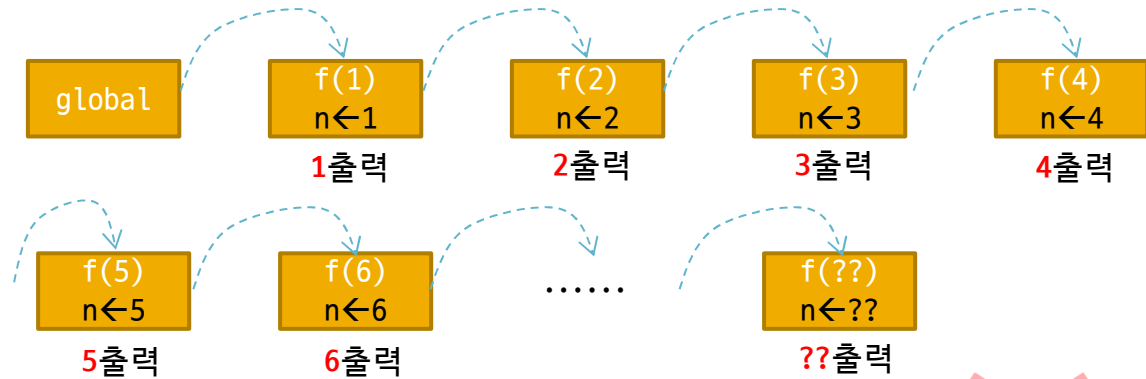 global
f(1)
n←1
1출력
f(2)
n←2
2출력
f(3)
n←3
3출력
f(4)
n←4
4출력
f(5)
n←5
5출력
f(6)
n←6
6출력
......
f(??)
n←??
??출력